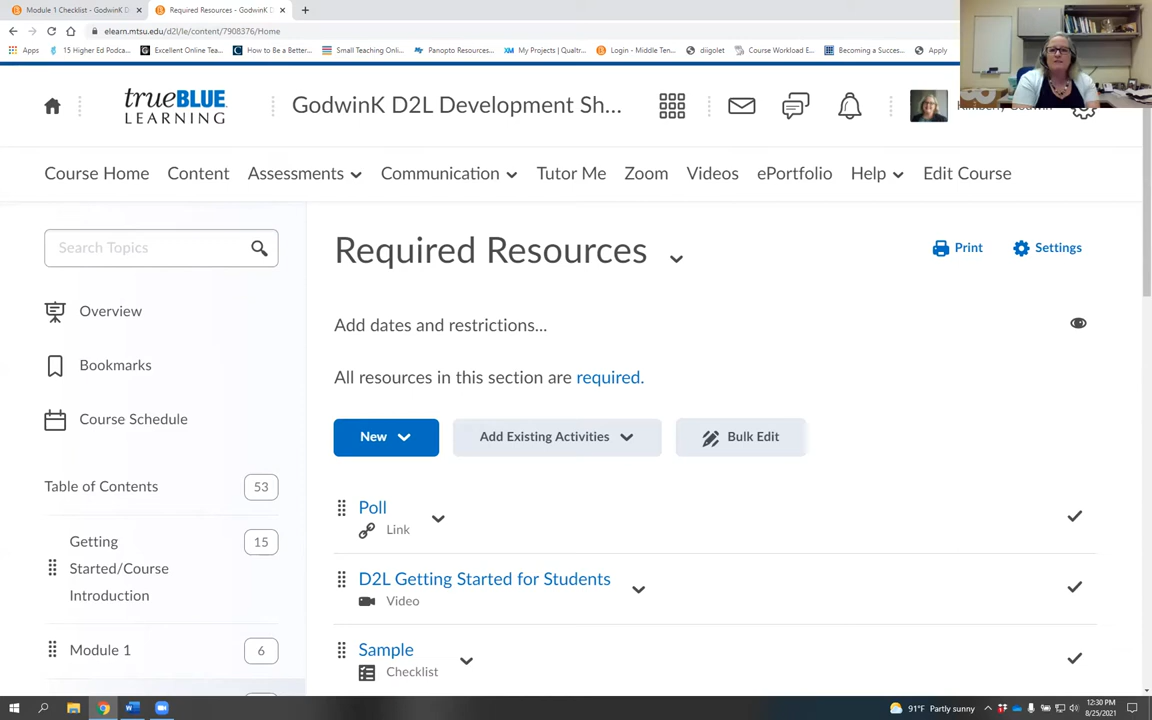 Module 1 Checklist - GodwinK D
Required Resources - GodwinK D
elearn.mtsu.edu/d2l/le/content/7908376/Home
Apps
15 Higher Ed Podca...
Excellent Online Tea...
How to Be a Better...
Small Teaching Onli...
Panopto Resources...
My Projects | Qualtr...
Login - Middle Ten...
diigolet
Course Workload E...
Becoming a Succes...
Apply
trueBLUE
LEARNING
GodwinK D2L Development Sh...
Course Home
Content
Assessments
Communication
Tutor Me
Zoom
Videos
ePortfolio
Help
Edit Course
Search Topics
Overview
Bookmarks
Course Schedule
Table of Contents
53
Getting
Started/Course
Introduction
15
Module 1
6
Required Resources
Print
Settings
Add dates and restrictions...
All resources in this section are required.
New
Add Existing Activities
Bulk Edit
Poll
Link
D2L Getting Started for Students
Video
Sample
Checklist
91°F Partly sunny
12:30 PM
8/25/2021